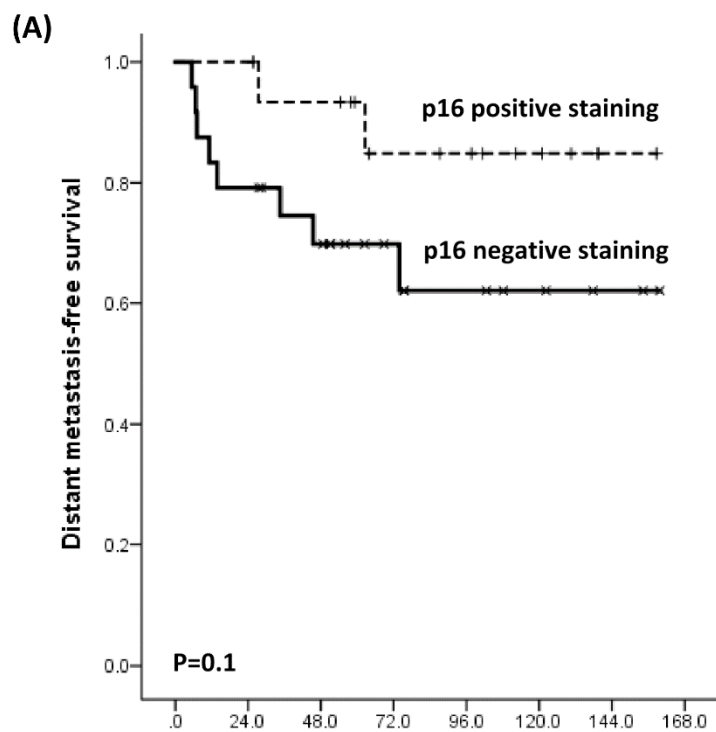 (A)
1.0
p16 positive staining
0.8
p16 negative staining
0.6
Distant metastasis-free survival
0.4
0.2
0.0
P=0.1
.0 24.0 48.0 72.0 96.0 120.0 144.0 168.0